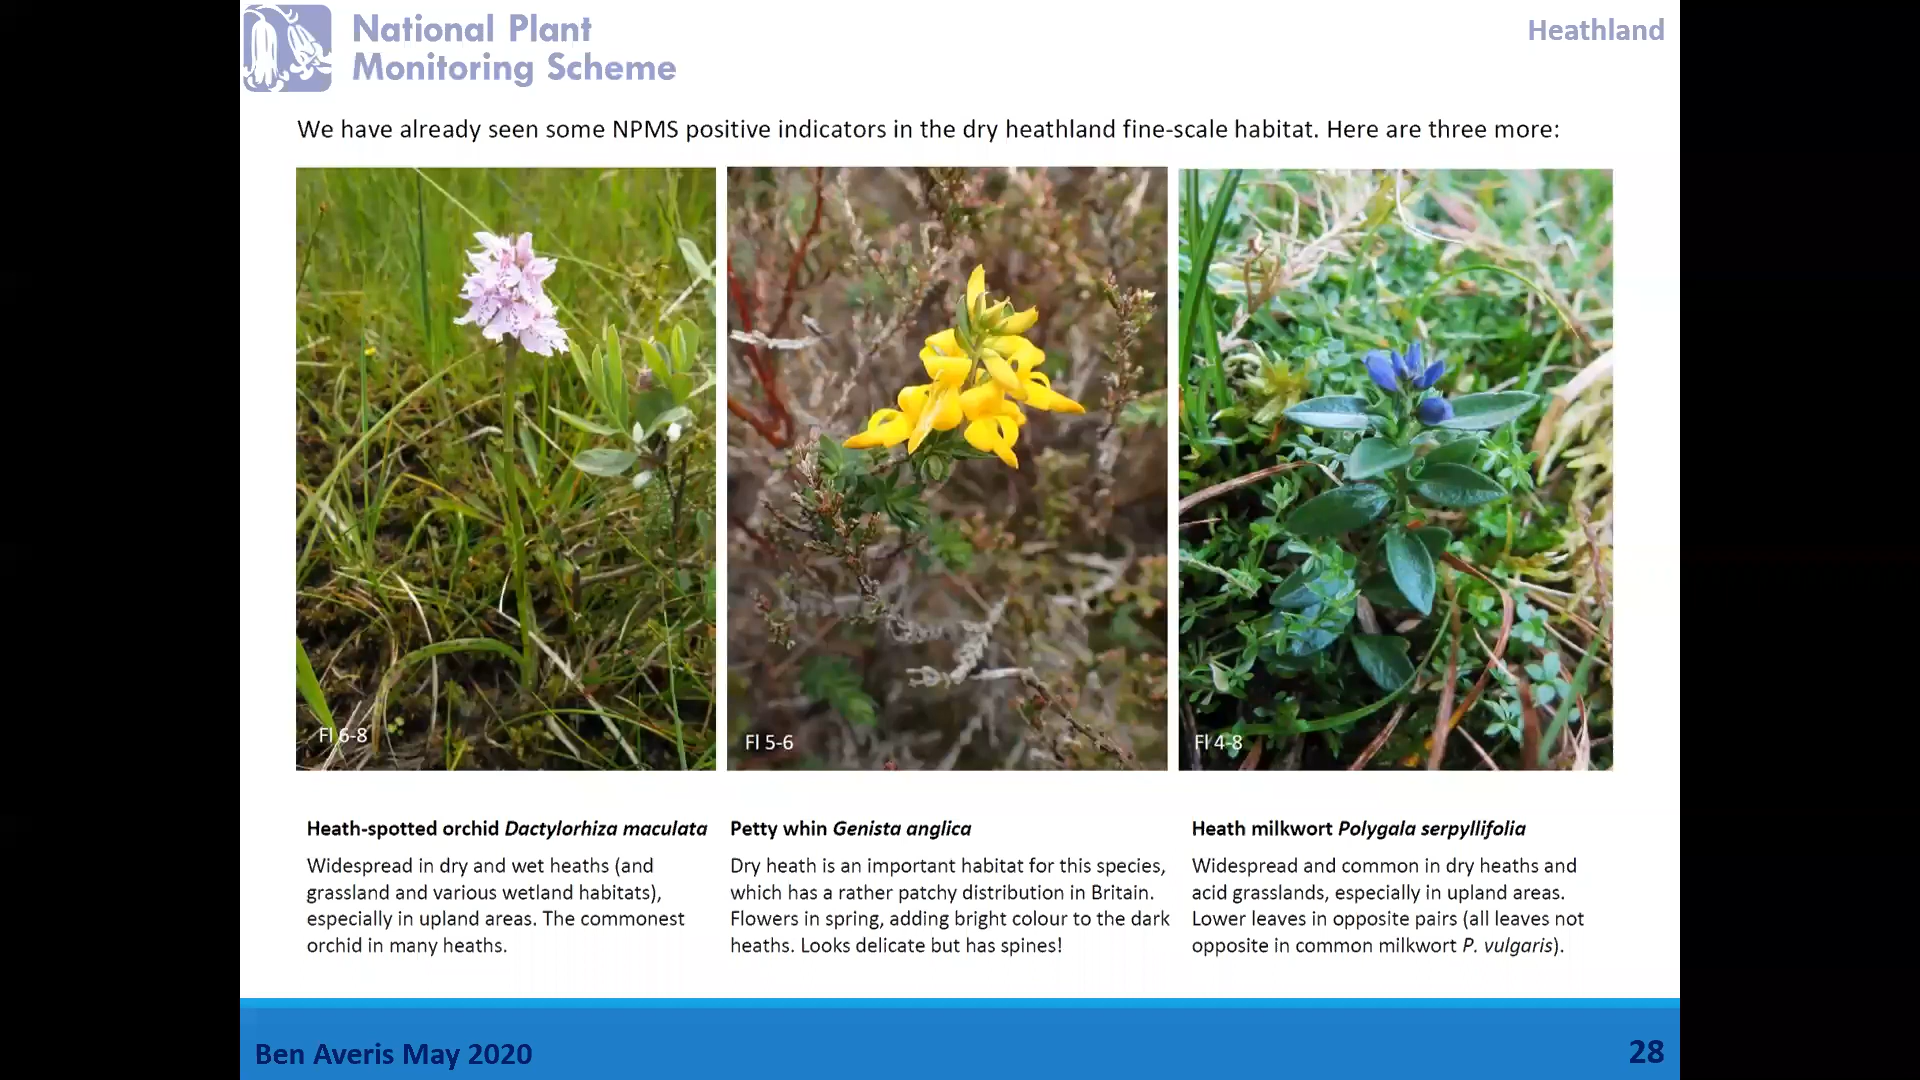 National Plant
Monitoring Scheme
Heathland
We have already seen some NPMS positive indicators in the dry heathland fine-scale habitat. Here are three more:
Fl 6-8
Fl 5-6
Fl 4-8
Heath-spotted orchid Dactylorhiza maculata
Widespread in dry and wet heaths (and
grassland and various wetland habitats),
especially in upland areas. The commonest
orchid in many heaths.
Petty whin Genista anglica
Dry heath is an important habitat for this species,
which has a rather patchy distribution in Britain.
Flowers in spring, adding bright colour to the dark
heaths. Looks delicate but has spines!
Heath milkwort Polygala serpyllifolia
Widespread and common in dry heaths and
acid grasslands, especially in upland areas.
Lower leaves in opposite pairs (all leaves not
opposite in common milkwort P. vulgaris).
Ben Averis May 2020
28